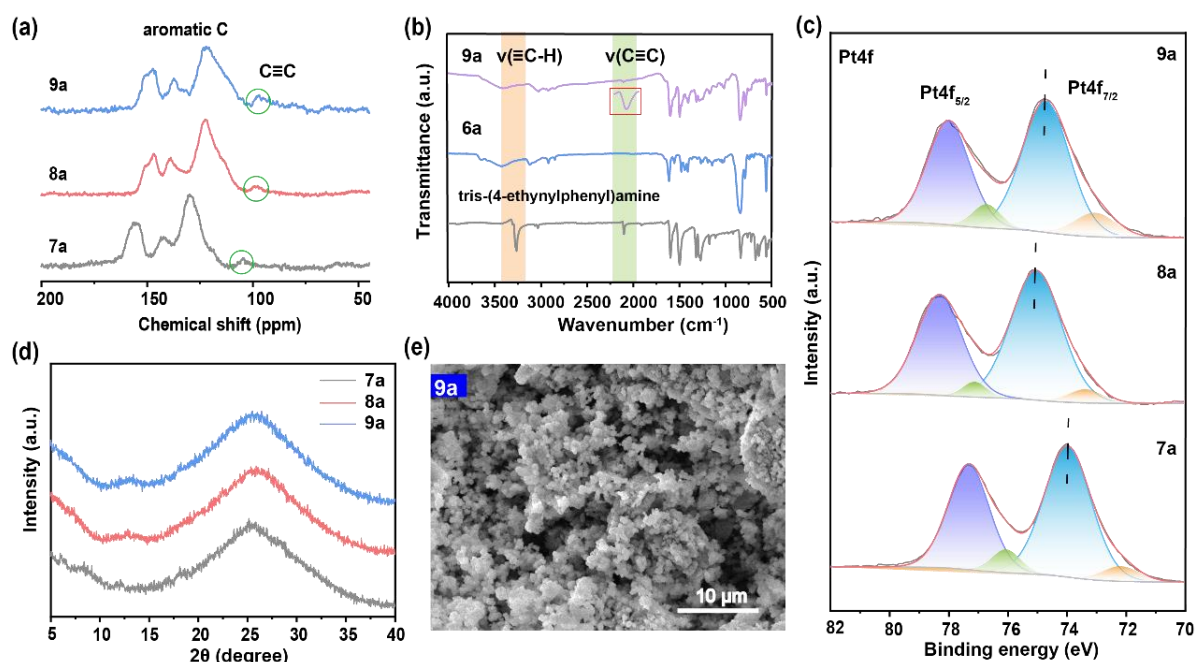 (a)
aromatic C
C≡C
9a
8a
7a
200 150 100 50
Chemical shift (ppm)
(b)
9a ν(≡C-H) ν(C≡C)
6a
tris-(4-ethynylphenyl)amine
Transmittance (a.u.)
4000 3500 3000 2500 2000 1500 1000 500
Wavenumber (cm⁻¹)
(c)
Pt4f 9a
Pt4f₅/₂ Pt4f₇/₂
8a
7a
Intensity (a.u.)
82 80 78 76 74 72 70
Binding energy (eV)
(d)
7a
8a
9a
Intensity (a.u.)
5 10 15 20 25 30 35 40
2θ (degree)
(e)
9a
10 µm